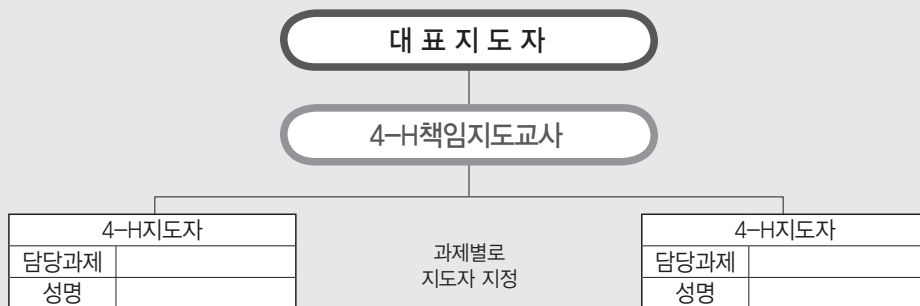 대 표 지 도 자
4-H책임지도교사
4-H지도자
담당과제
성명
과제별로
지도자 지정
4-H지도자
담당과제
성명